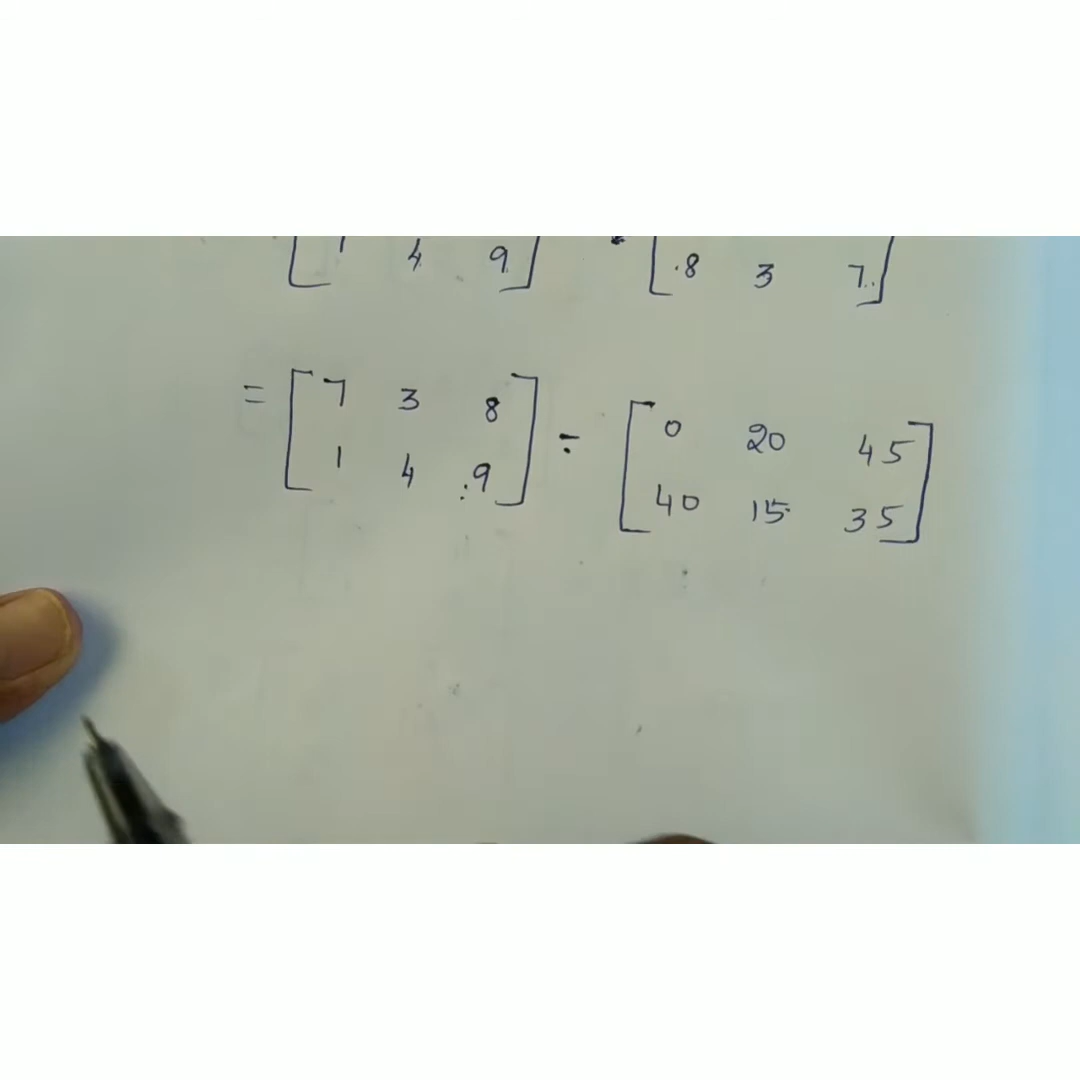 1 4 9 8 3 7
= [ 7 3 8 ] ÷ [ 0 20 45 ]
[ 1 4 9 ] [ 40 15 35 ]